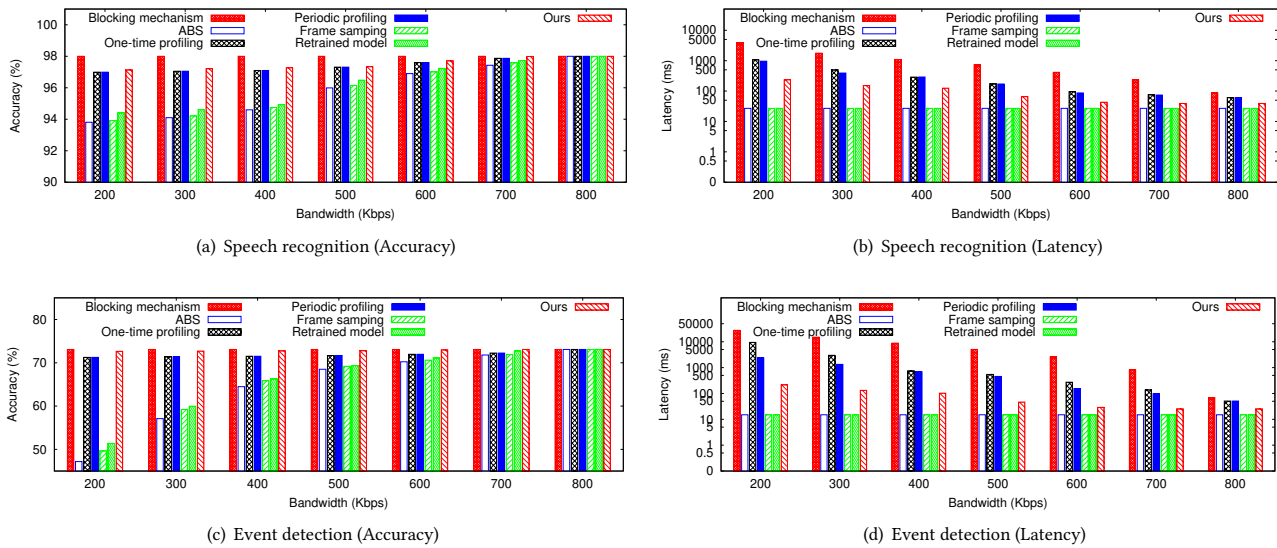 Blocking mechanism
ABS
One-time profiling
Periodic profiling
Frame sampling
Retrained model
Ours
Accuracy (%)
102
100
98
96
94
92
90
200 300 400 500 600 700 800
Bandwidth (Kbps)
(a) Speech recognition (Accuracy)
Blocking mechanism
ABS
One-time profiling
Periodic profiling
Frame sampling
Retrained model
Ours
Latency (ms)
10000
5000
1000
500
100
50
10
5
1
0.5
0
200 300 400 500 600 700 800
Bandwidth (Kbps)
(b) Speech recognition (Latency)
Blocking mechanism
ABS
One-time profiling
Periodic profiling
Frame sampling
Retrained model
Ours
Accuracy (%)
80
70
60
50
200 300 400 500 600 700 800
Bandwidth (Kbps)
(c) Event detection (Accuracy)
Blocking mechanism
ABS
One-time profiling
Periodic profiling
Frame sampling
Retrained model
Ours
Latency (ms)
50000
10000
5000
1000
500
100
50
10
5
1
0.5
0
200 300 400 500 600 700 800
Bandwidth (Kbps)
(d) Event detection (Latency)